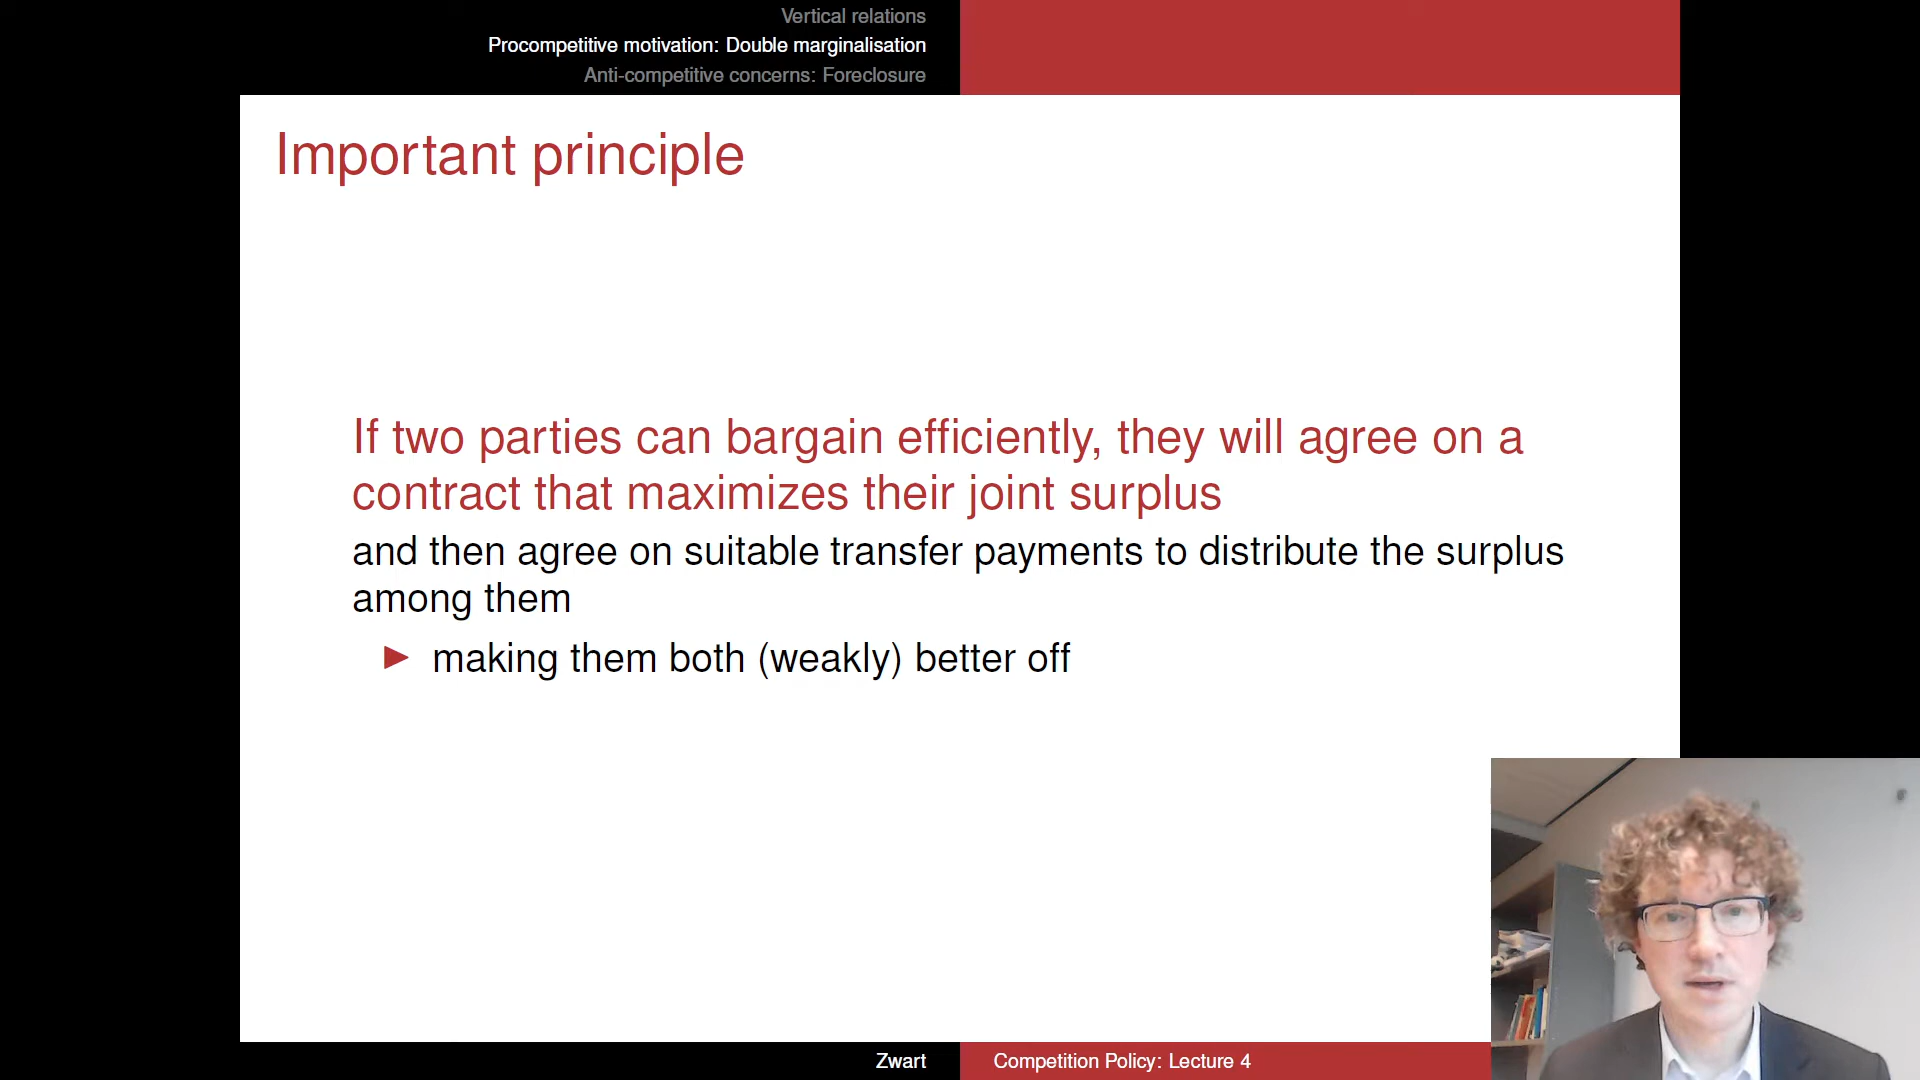 Vertical relations
Procompetitive motivation: Double marginalisation
Anti-competitive concerns: Foreclosure
Important principle
If two parties can bargain efficiently, they will agree on a
contract that maximizes their joint surplus
and then agree on suitable transfer payments to distribute the surplus
among them
making them both (weakly) better off
Zwart
Competition Policy: Lecture 4